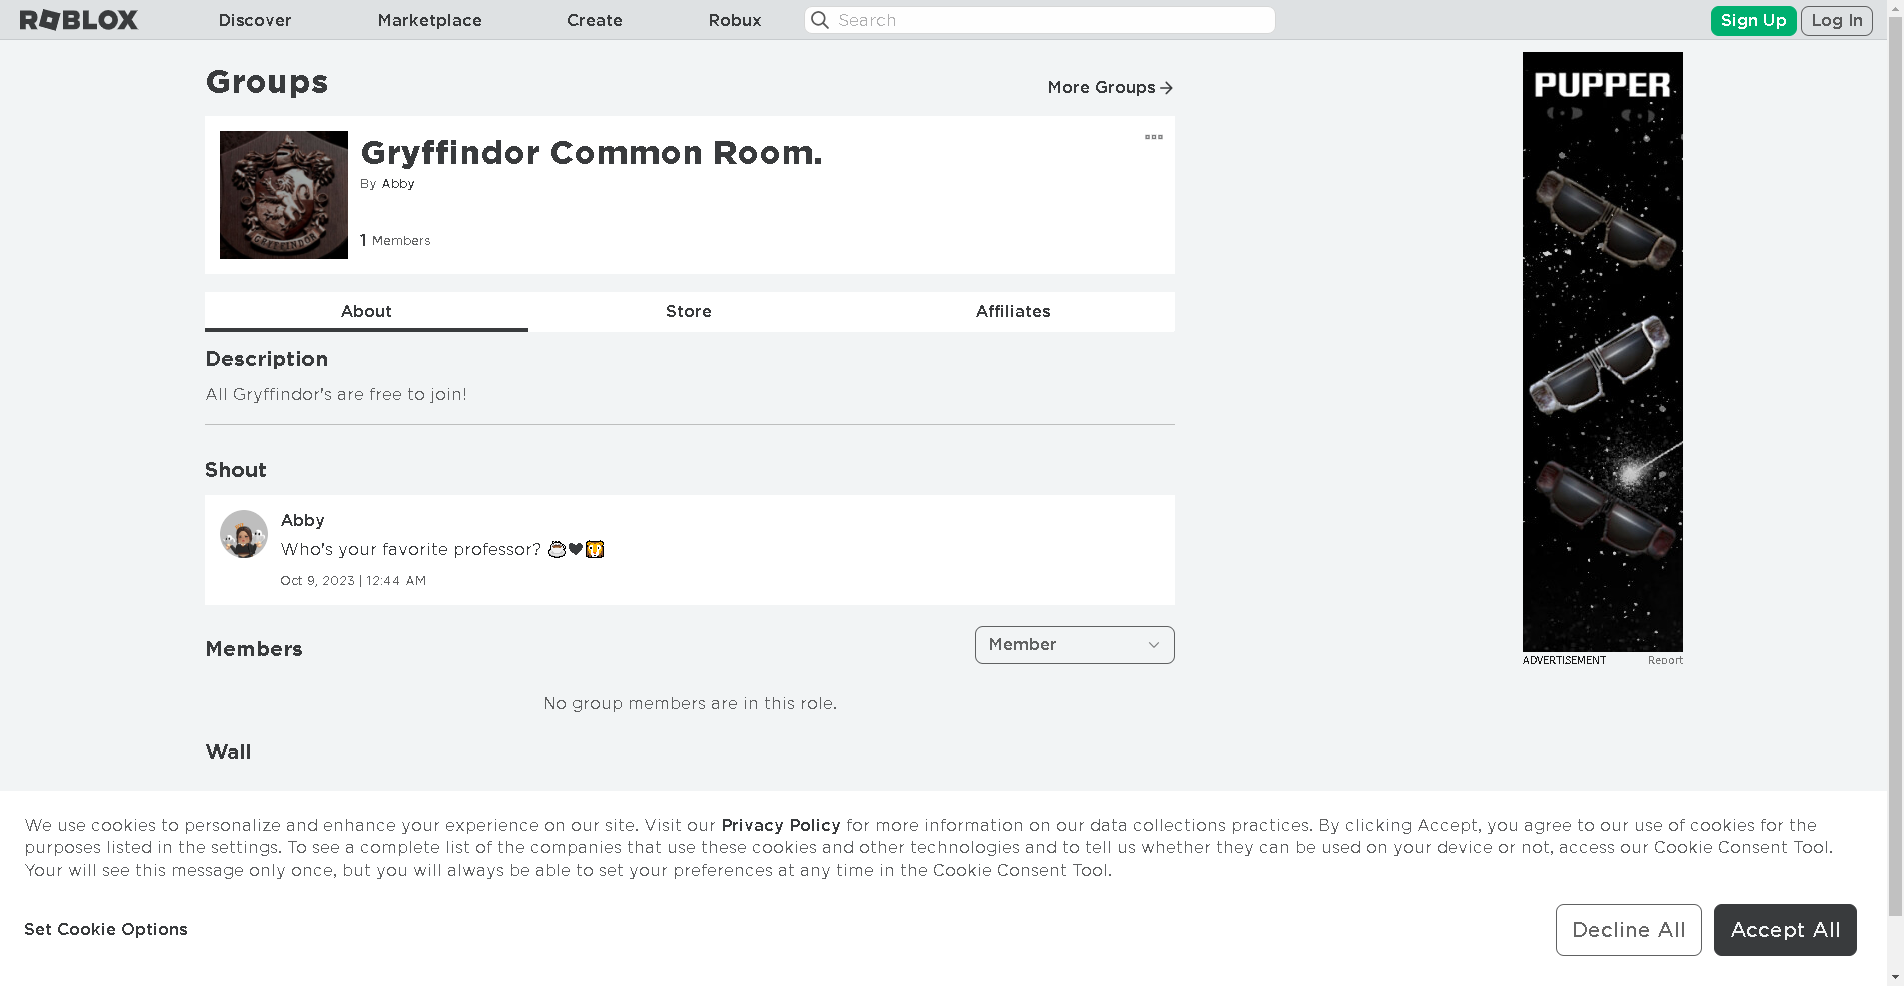 ROBLOX
Discover
Marketplace
Create
Robux
Search
Sign Up
Log In
Groups
More Groups
GRYFFINDOR
Gryffindor Common Room.
By Abby
1 Members
About
Store
Affiliates
Description
All Gryffindor's are free to join!
Shout
Abby
Who's your favorite professor? ☕🖤🦁
Oct 9, 2023 | 12:44 AM
Members
Member
No group members are in this role.
Wall
PUPPER
ADVERTISEMENT
Report
We use cookies to personalize and enhance your experience on our site. Visit our Privacy Policy for more information on our data collections practices. By clicking Accept, you agree to our use of cookies for the
purposes listed in the settings. To see a complete list of the companies that use these cookies and other technologies and to tell us whether they can be used on your device or not, access our Cookie Consent Tool.
Your will see this message only once, but you will always be able to set your preferences at any time in the Cookie Consent Tool.
Set Cookie Options
Decline All
Accept All